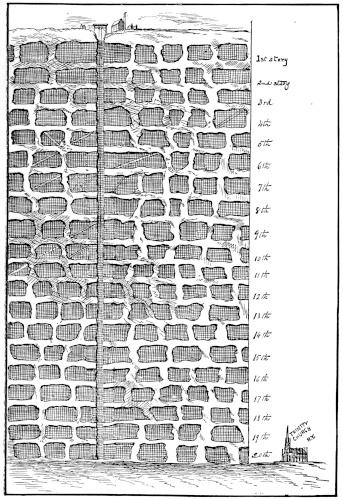 1st story
2nd story
3rd
4th
5th
6th
7th
8th
9th
10th
11th
12th
13th
14th
15th
16th
17th
18th
19th
20th
TRINITY
CHURCH
N.Y.